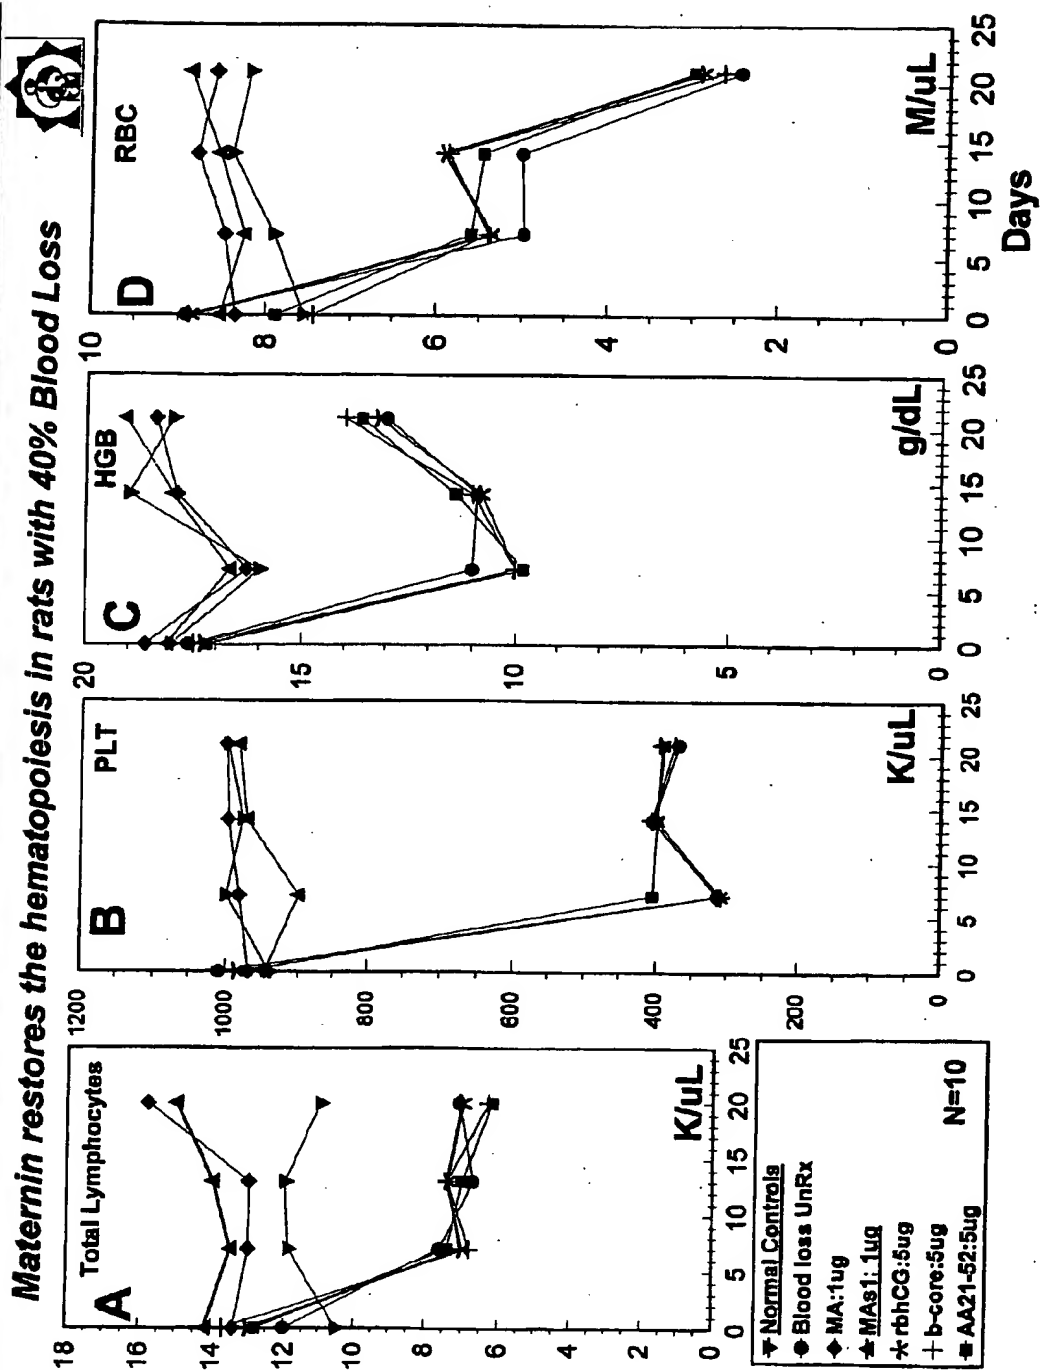 Maternin restores the hematopoiesis in rats with 40% Blood Loss
A
Total Lymphocytes
18
16
14
12
10
8
6
4
2
0
0
5
10
15
20
25
K/uL
B
PLT
1200
1000
800
600
400
200
0
0
5
10
15
20
25
K/uL
C
HGB
20
15
10
5
0
0
5
10
15
20
25
g/dL
D
RBC
10
8
6
4
2
0
0
5
10
15
20
25
M/uL
Days
Normal Controls
Blood loss UnRx
MA:1ug
MAs1: 1ug
rbhCG:5ug
b-core:5ug
AA21-52:5ug
N=10